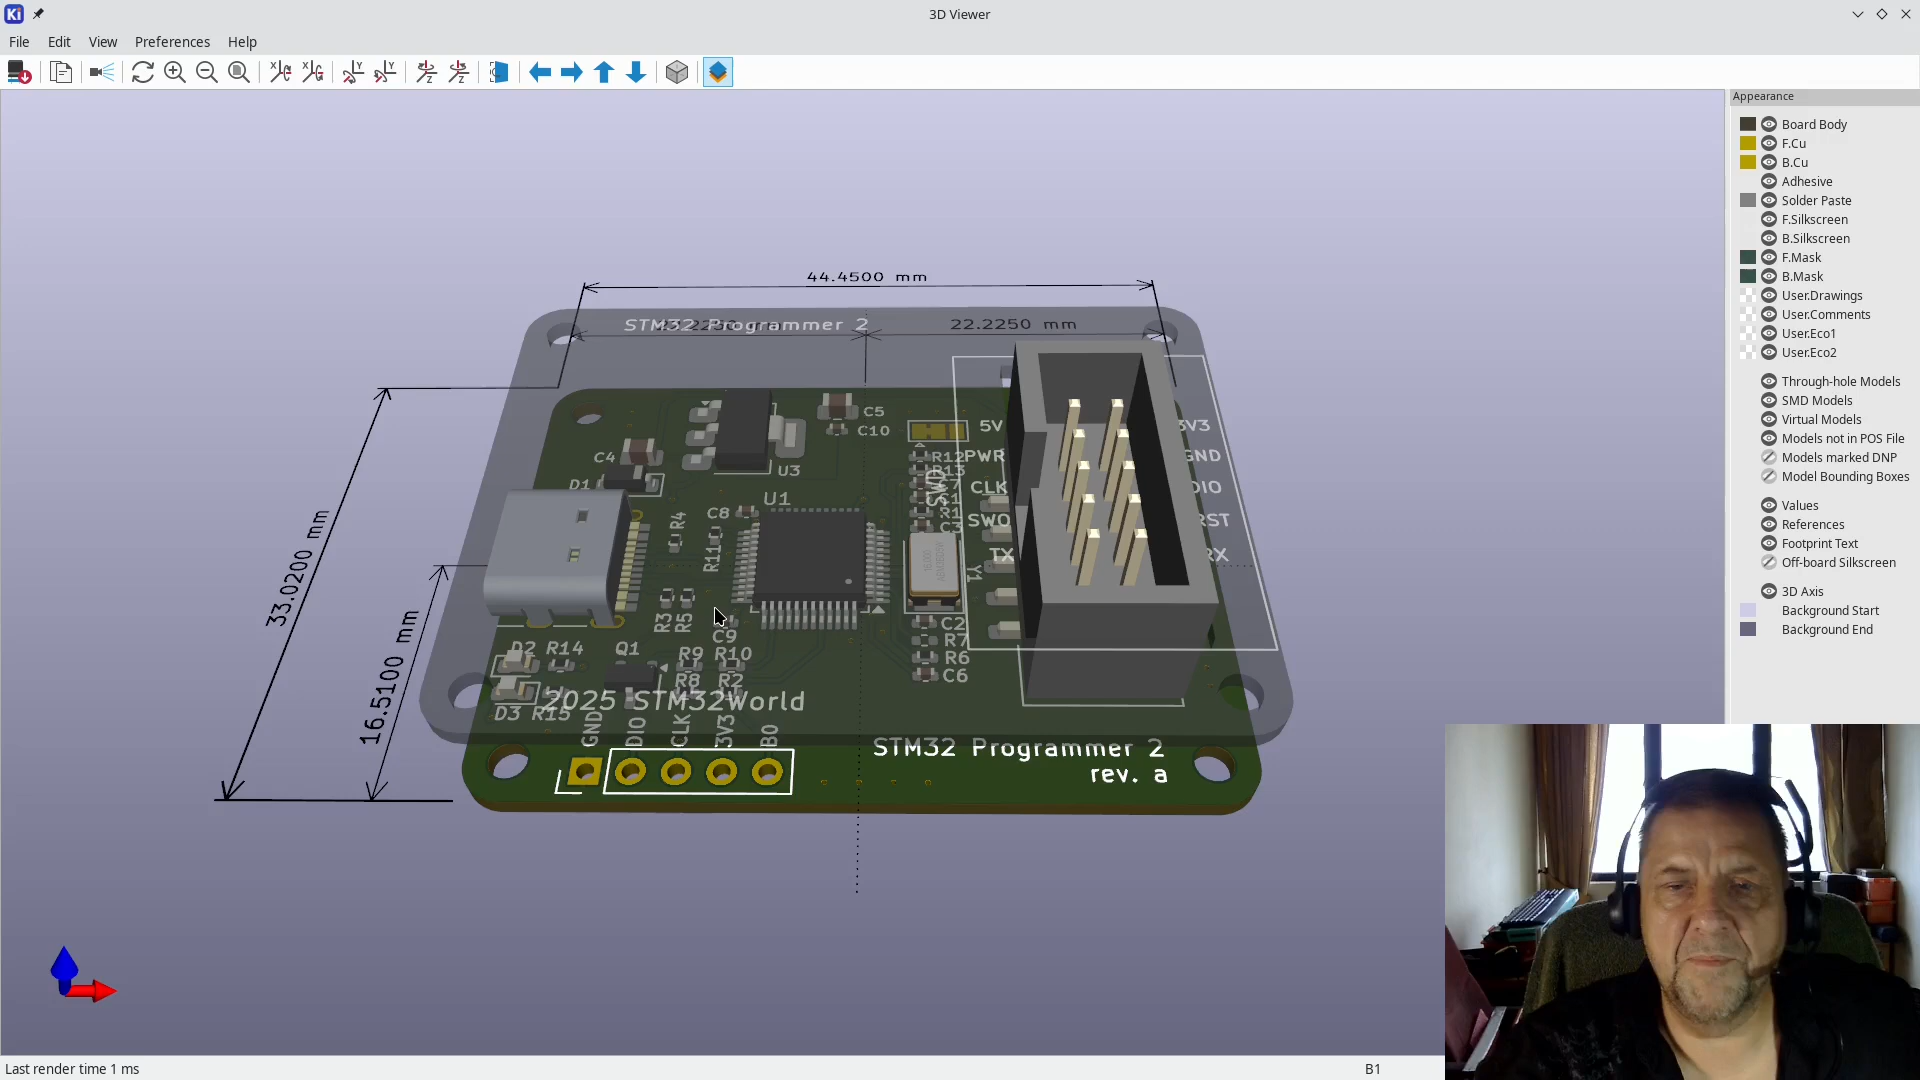 Ki
3D Viewer
File Edit View Preferences Help
Appearance
Board Body
F.Cu
B.Cu
Adhesive
Solder Paste
F.Silkscreen
B.Silkscreen
F.Mask
B.Mask
User.Drawings
User.Comments
User.Eco1
User.Eco2
Through-hole Models
SMD Models
Virtual Models
Models not in POS File
Models marked DNP
Model Bounding Boxes
Values
References
Footprint Text
Off-board Silkscreen
3D Axis
Background Start
Background End
44.4500 mm
STM32 Programmer 2
22.2250 mm
33.0200 mm
16.5100 mm
C5
C10
5V
3V3
C4
U3
R12
PWR
GND
R13
D1
SWD
CLK
DIO
U1
C8
R4
R11
SWO
RST
TX
RX
Y1
R3
R5
C9
C2
R7
D2
R14
Q1
R9
R10
R6
R8
R2
C6
2025 STM32World
D3
R15
GND
DIO
CLK
3V3
B0
STM32 Programmer 2
rev. a
Last render time 1 ms
B1